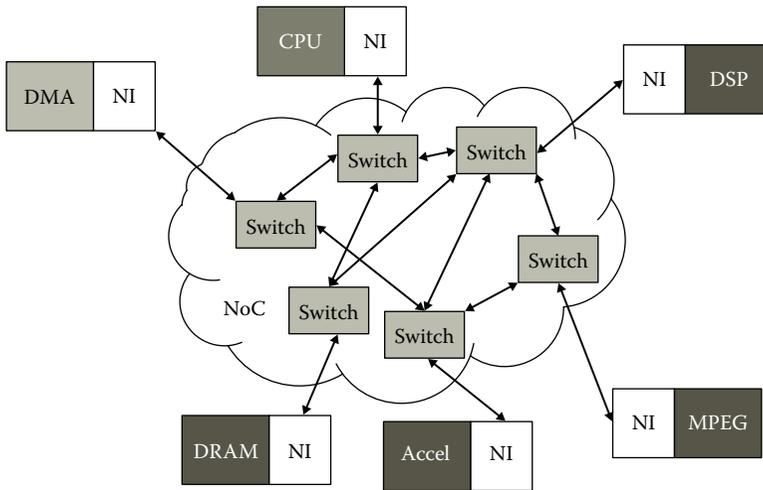 CPU NI
DMA NI
NI DSP
Switch
Switch
Switch
Switch
NoC
Switch
Switch
DRAM NI
Accel NI
NI MPEG